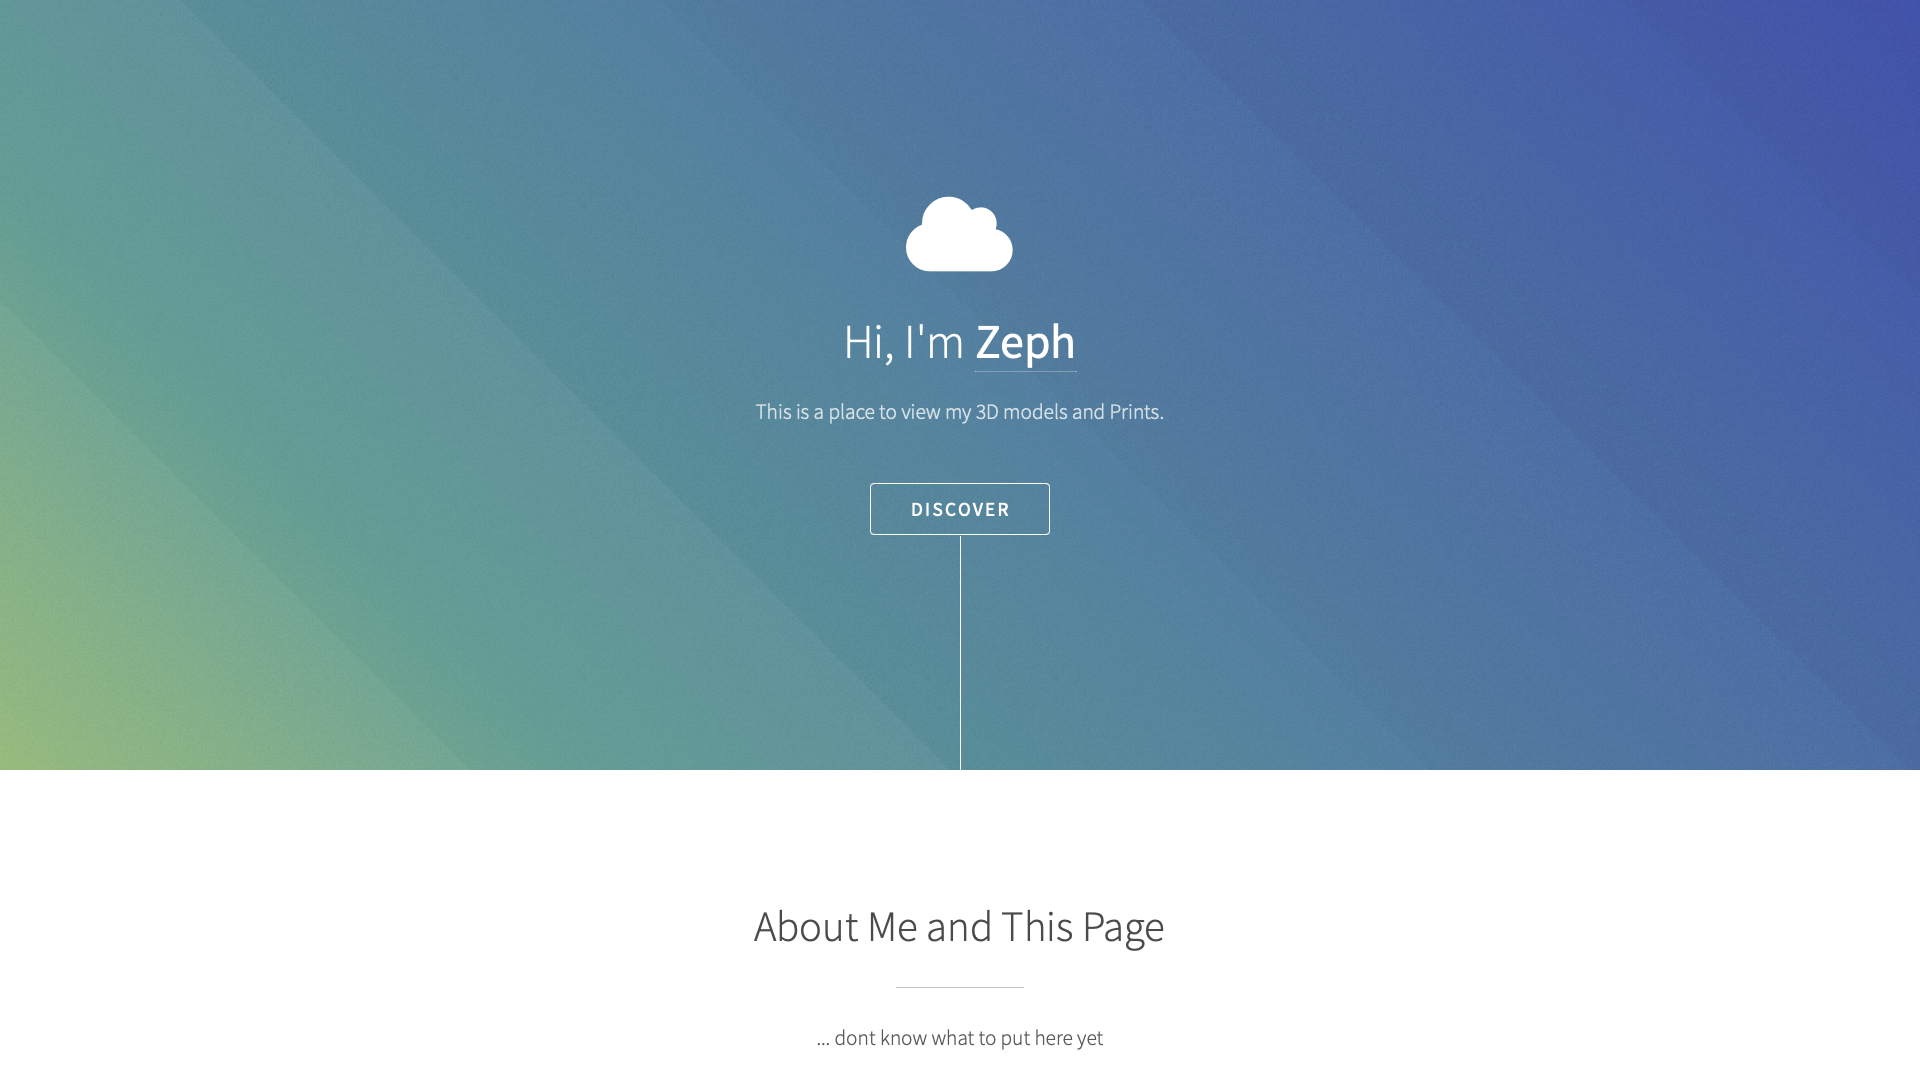 Hi, I'm Zeph
This is a place to view my 3D models and Prints.
DISCOVER
About Me and This Page
... dont know what to put here yet